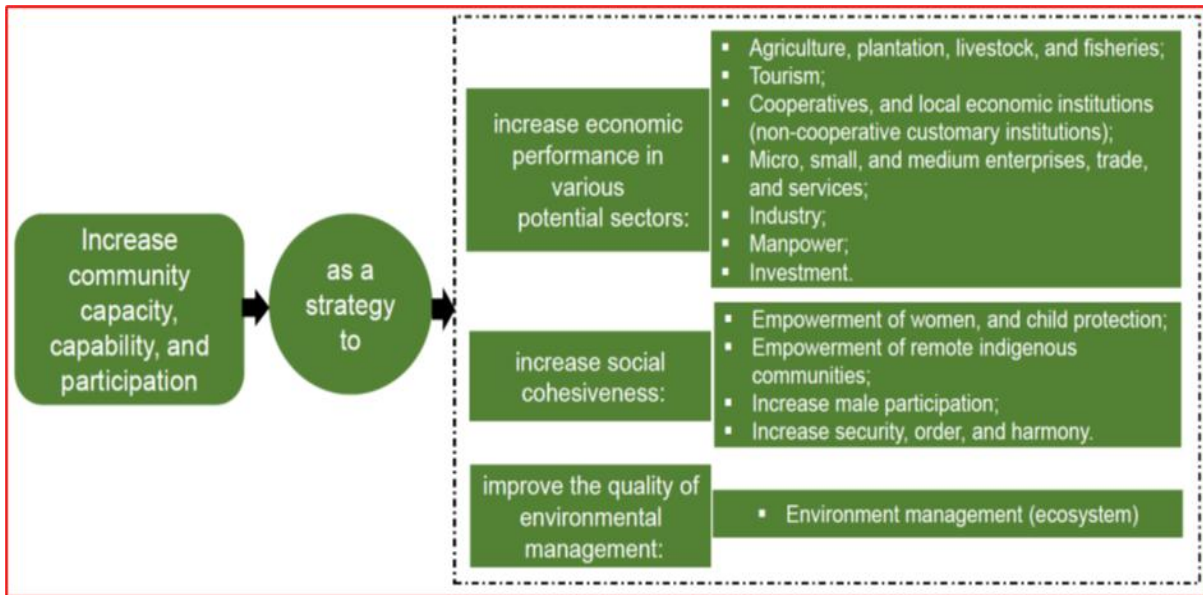 Increase
community
capacity,
capability, and
participation
as a
strategy
to
increase economic
performance in
various
potential sectors:
▪ Agriculture, plantation, livestock, and fisheries;
▪ Tourism;
▪ Cooperatives, and local economic institutions
(non-cooperative customary institutions);
▪ Micro, small, and medium enterprises, trade,
and services;
▪ Industry;
▪ Manpower;
▪ Investment.
increase social
cohesiveness:
▪ Empowerment of women, and child protection;
▪ Empowerment of remote indigenous
communities;
▪ Increase male participation;
▪ Increase security, order, and harmony.
improve the quality of
environmental
management:
▪ Environment management (ecosystem)